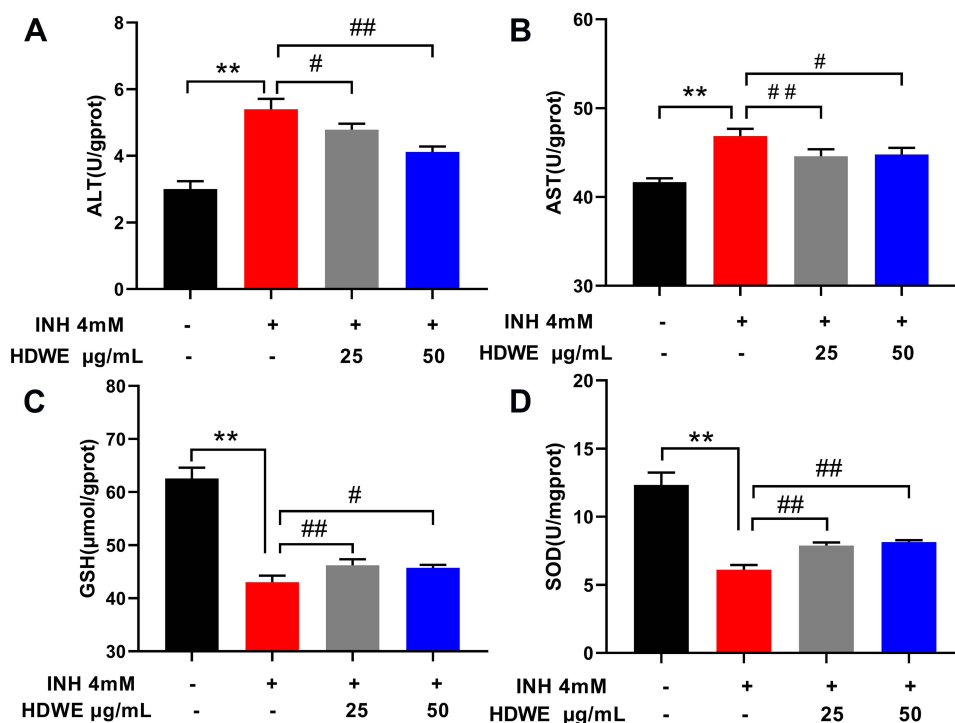 A
ALT(U/gprot)
8
6
4
2
0
**
#
##
INH 4mM - + + +
HDWE µg/mL - - 25 50
B
AST(U/gprot)
60
50
40
30
**
# #
#
INH 4mM - + + +
HDWE µg/mL - - 25 50
C
GSH(µmol/gprot)
80
70
60
50
40
30
**
##
#
INH 4mM - + + +
HDWE µg/mL - - 25 50
D
SOD(U/mgprot)
20
15
10
5
0
**
##
##
INH 4mM - + + +
HDWE µg/mL - - 25 50